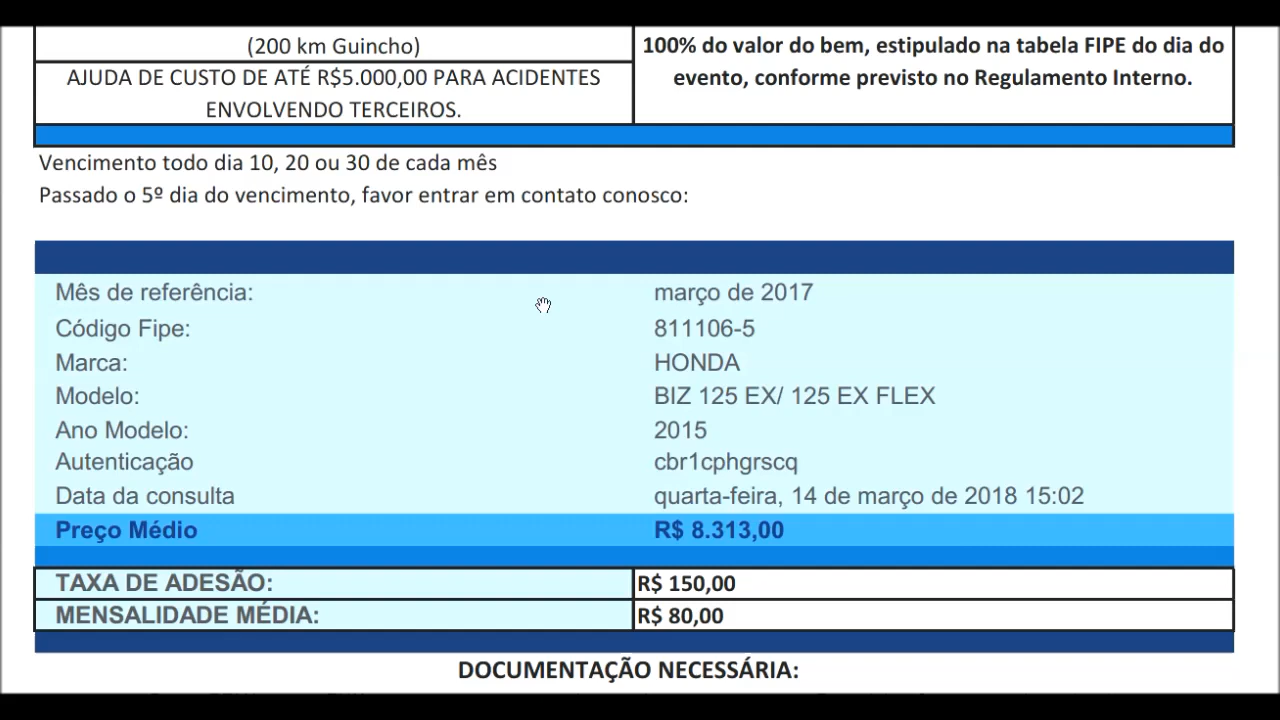 (200 km Guincho)
AJUDA DE CUSTO DE ATÉ R$5.000,00 PARA ACIDENTES
ENVOLVENDO TERCEIROS.
100% do valor do bem, estipulado na tabela FIPE do dia do
evento, conforme previsto no Regulamento Interno.
Vencimento todo dia 10, 20 ou 30 de cada mês
Passado o 5º dia do vencimento, favor entrar em contato conosco:
Mês de referência: março de 2017
Código Fipe: 811106-5
Marca: HONDA
Modelo: BIZ 125 EX/ 125 EX FLEX
Ano Modelo: 2015
Autenticação cbr1cphgrscq
Data da consulta quarta-feira, 14 de março de 2018 15:02
Preço Médio R$ 8.313,00
TAXA DE ADESÃO: R$ 150,00
MENSALIDADE MÉDIA: R$ 80,00
DOCUMENTAÇÃO NECESSÁRIA: